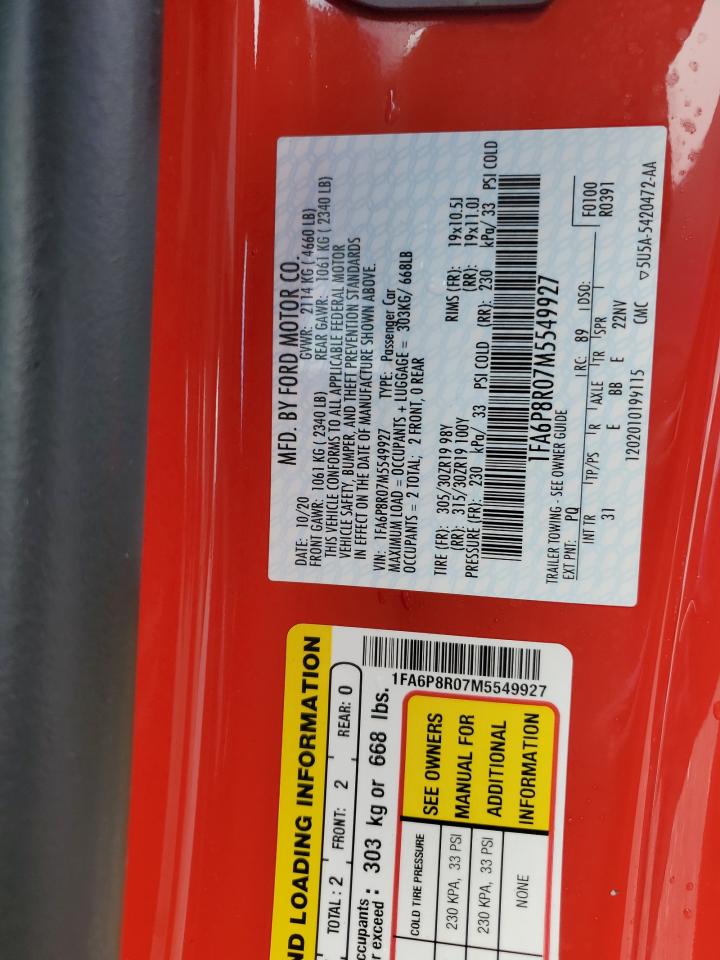 MFD. BY FORD MOTOR CO.
DATE: 10/20 GVWR: 2114 KG ( 4660 LB)
FRONT GAWR: 1061 KG ( 2340 LB) REAR GAWR: 1061 KG ( 2340 LB)
THIS VEHICLE CONFORMS TO ALL APPLICABLE FEDERAL MOTOR
VEHICLE SAFETY, BUMPER, AND THEFT PREVENTION STANDARDS
IN EFFECT ON THE DATE OF MANUFACTURE SHOWN ABOVE.
VIN: 1FA6P8R07M5549927 TYPE: Passenger Car
MAXIMUM LOAD = OCCUPANTS + LUGGAGE = 303KG/ 668LB
OCCUPANTS = 2 TOTAL; 2 FRONT, 0 REAR
TIRE (FR): 305/30ZR19 98Y RIMS (FR): 19x10.5J
(RR): 315/30ZR19 100Y (RR): 19x11.0J
PRESSURE (FR): 230 kPa/ 33 PSI COLD (RR): 230 kPa/ 33 PSI COLD
1FA6P8R07M5549927
TRAILER TOWING - SEE OWNER GUIDE
EXT PNT: PQ RC: 89 DSO: F0100
R0391
INT TR TP/PS R AXLE TR SPR
31 E BB E 22NV
1202010199115 CMC ▽5U5A-5420472-AA
ND LOADING INFORMATION
TOTAL : 2 FRONT: 2 REAR: 0
ccupants : 303 kg or 668 lbs.
r exceed :
1FA6P8R07M5549927
COLD TIRE PRESSURE
230 KPA, 33 PSI
230 KPA, 33 PSI
NONE
SEE OWNERS
MANUAL FOR
ADDITIONAL
INFORMATION